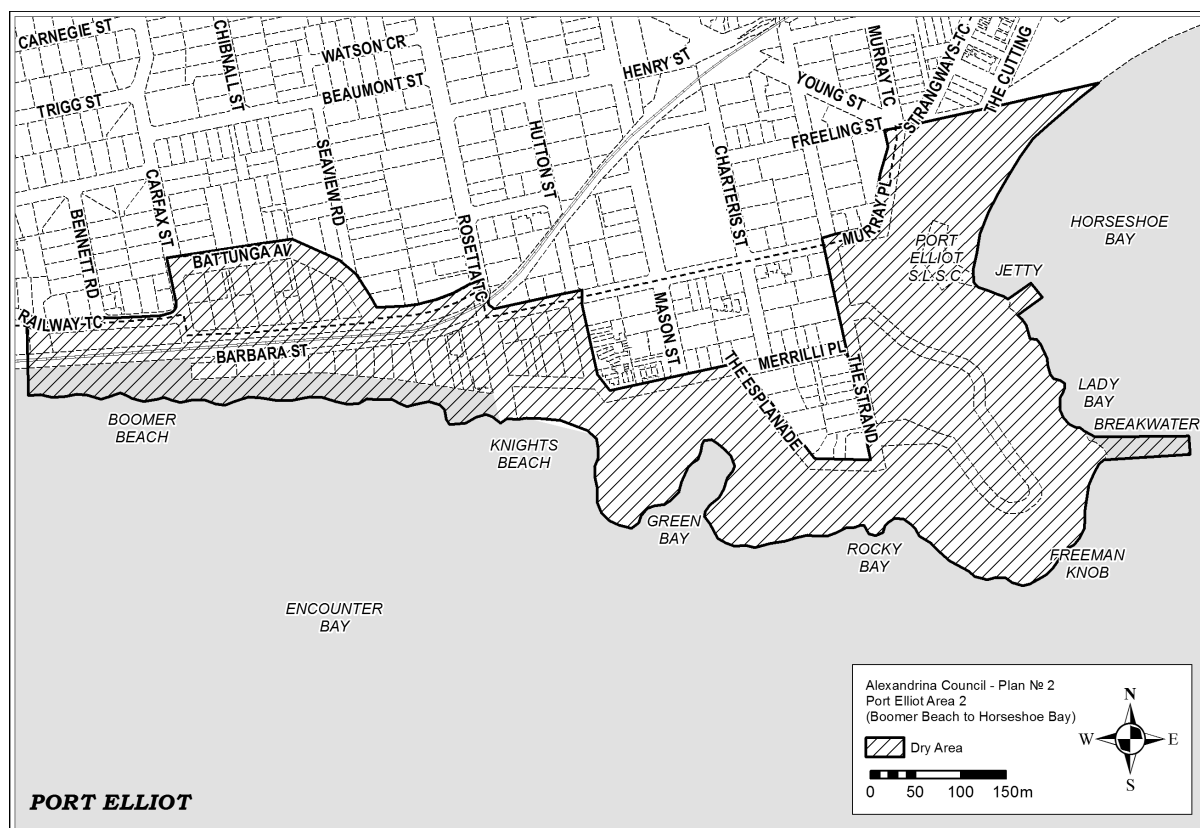 CARNEGIE ST
CHIBNALL ST
WATSON CR
HENRY ST
MURRAY TC
STRANGWAYS TC
THE CUTTING
TRIGG ST
BEAUMONT ST
YOUNG ST
FREELING ST
HUTTON ST
SEAVIEW RD
CHARTERIS ST
CARFAX ST
BENNETT RD
ROSETTA TC
MURRAY PL
HORSESHOE
BAY
PORT
ELLIOT
S.L.S.C.
JETTY
BATTUNGA AV
RAILWAY TC
MASON ST
BARBARA ST
MERRILLI PL
THE ESPLANADE
THE STRAND
LADY
BAY
BREAKWATER
BOOMER
BEACH
KNIGHTS
BEACH
GREEN
BAY
ROCKY
BAY
FREEMAN
KNOB
ENCOUNTER
BAY
Alexandrina Council - Plan № 2
Port Elliot Area 2
(Boomer Beach to Horseshoe Bay)
Dry Area
N
W
E
S
0 50 100 150m
PORT ELLIOT